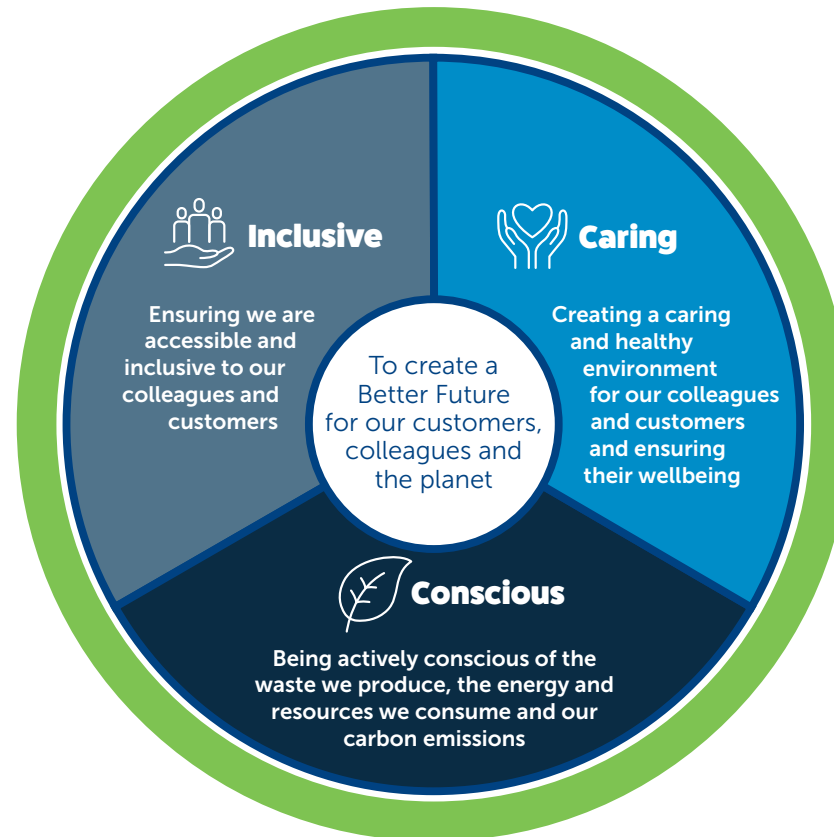 Inclusive
Ensuring we are
accessible and
inclusive to our
colleagues and
customers
Caring
Creating a caring
and healthy
environment
for our colleagues
and customers
and ensuring
their wellbeing
To create a
Better Future
for our customers,
colleagues and
the planet
Conscious
Being actively conscious of the
waste we produce, the energy and
resources we consume and our
carbon emissions